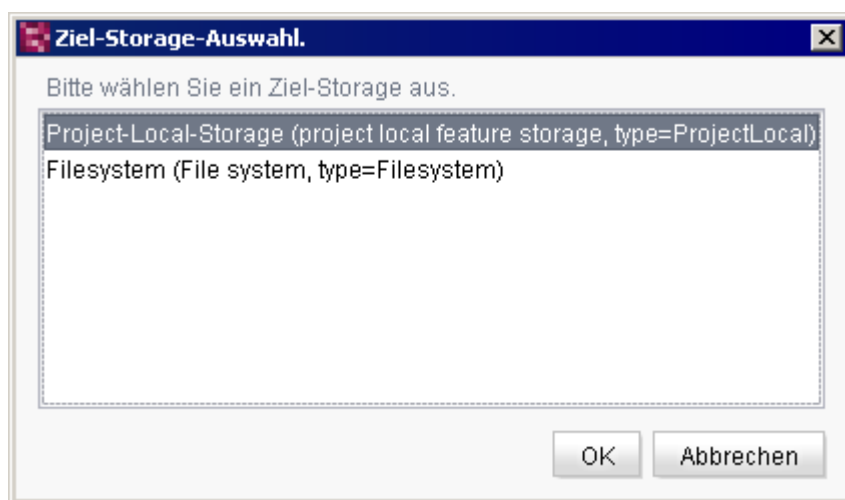 Ziel-Storage-Auswahl.
Bitte wählen Sie ein Ziel-Storage aus.
Project-Local-Storage (project local feature storage, type=ProjectLocal)
Filesystem (File system, type=Filesystem)
OK Abbrechen